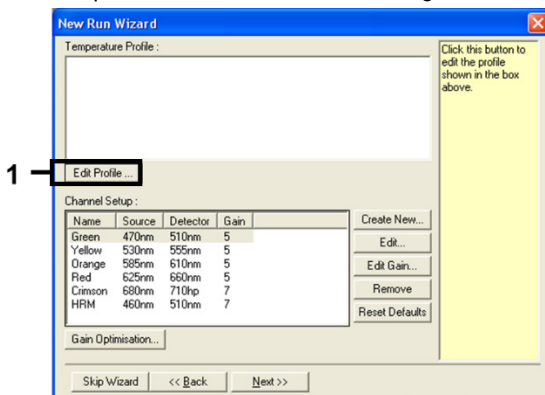 New Run Wizard
Temperature Profile :
Click this button to
edit the profile
shown in the box
above.
1
Edit Profile ...
Channel Setup :
Name Source Detector Gain
Green 470nm 510nm 5
Yellow 530nm 555nm 5
Orange 585nm 610nm 5
Red 625nm 660nm 5
Crimson 680nm 710hp 7
HRM 460nm 510nm 7
Create New...
Edit...
Edit Gain...
Remove
Reset Defaults
Gain Optimisation...
Skip Wizard
<< Back
Next >>